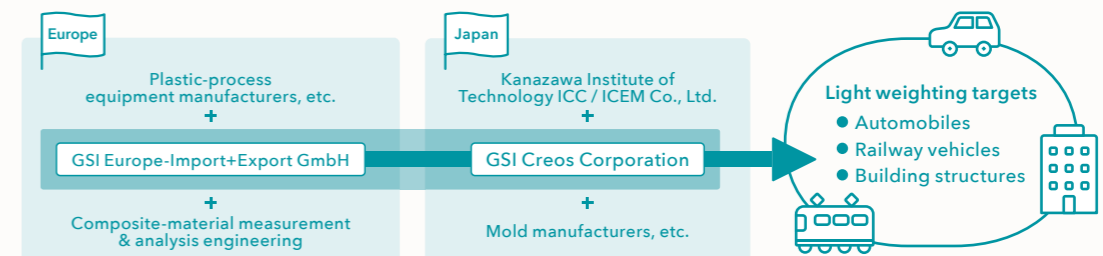 Europe
Plastic-process
equipment manufacturers, etc.
+
GSI Europe-Import+Export GmbH
+
Composite-material measurement
& analysis engineering
Japan
Kanazawa Institute of
Technology ICC / ICEM Co., Ltd.
+
GSI Creos Corporation
+
Mold manufacturers, etc.
Light weighting targets
● Automobiles
● Railway vehicles
● Building structures